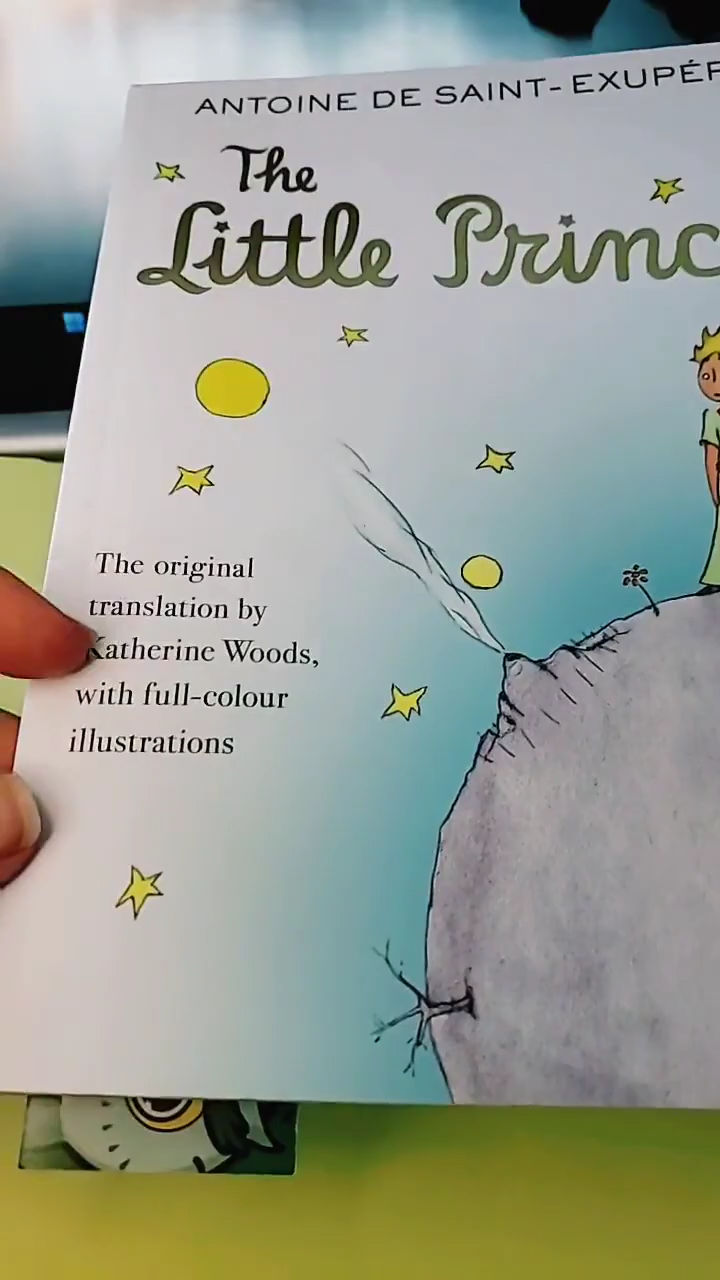 ANTOINE DE SAINT-EXUPÉR
The
Little Princ
The original
translation by
Katherine Woods,
with full-colour
illustrations